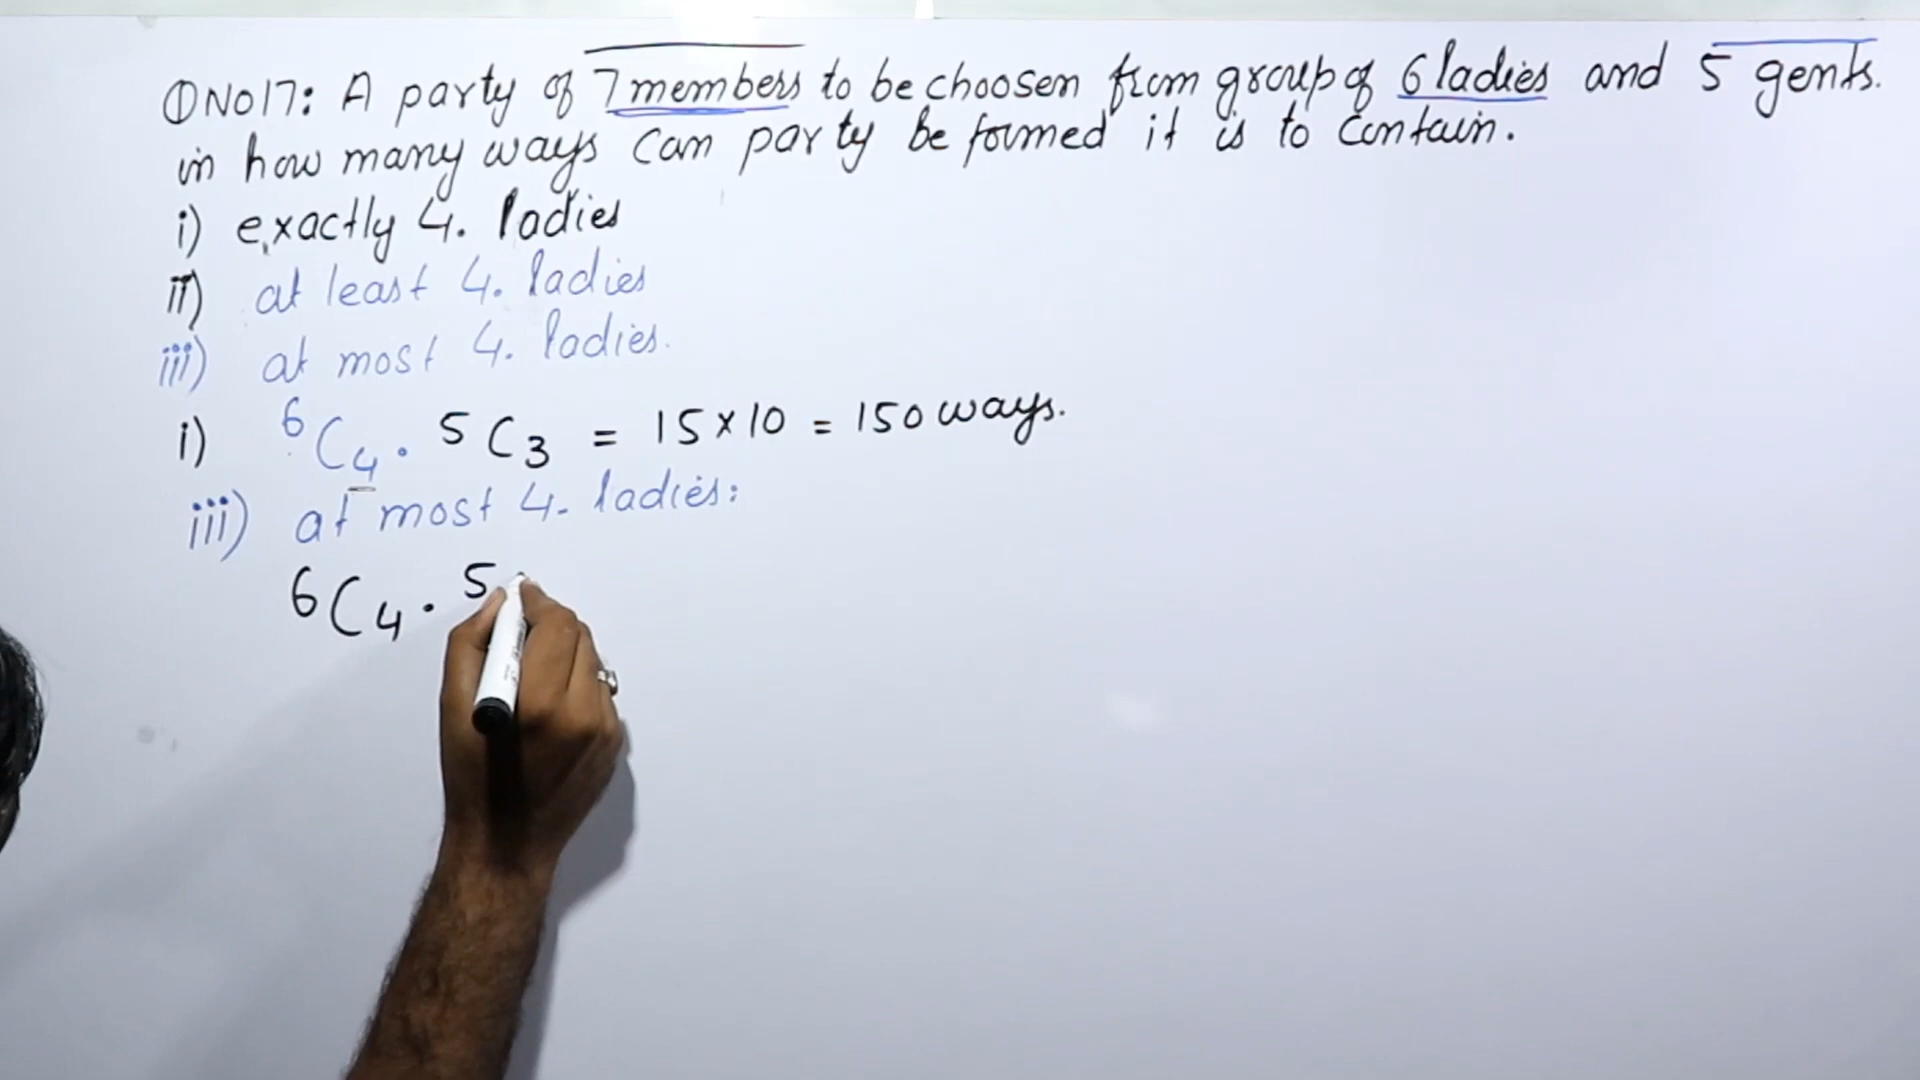 QNO17: A party of 7 members to be choosen from group of 6 ladies and 5 gents.
in how many ways can party be formed if is to contain.
i) exactly 4. ladies
ii) at least 4. ladies
iii) at most 4. ladies.
i) ⁶C₄ . ⁵C₃ = 15 × 10 = 150 ways.
iii) at most 4. ladies:
⁶C₄ . 5